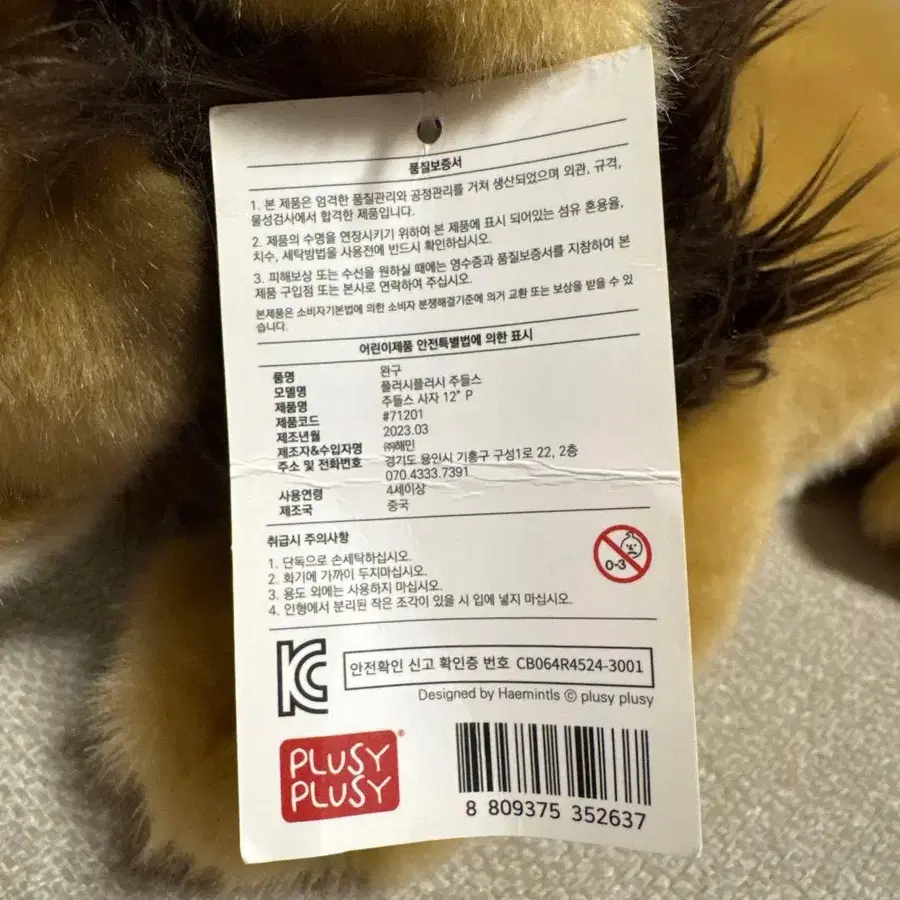 품질보증서
1. 본 제품은 엄격한 품질관리와 공정관리를 거쳐 생산되었으며 외관, 규격,
물성검사에서 합격한 제품입니다.
2. 제품의 수명을 연장시키기 위하여 본 제품에 표시 되어있는 섬유 혼용율,
치수, 세탁방법을 사용전에 반드시 확인하십시오.
3. 피해보상 또는 수선을 원하실 때에는 영수증과 품질보증서를 지참하여 본
제품 구입점 또는 본사로 연락하여 주십시오.
본제품은 소비자기본법에 의한 소비자 분쟁해결기준에 의거 교환 또는 보상을 받을 수 있
습니다.
어린이제품 안전특별법에 의한 표시
품명 완구
모델명 플러시플러시 주들스
제품명 주들스 사자 12" P
제품코드 #71201
제조년월 2023.03
제조자&수입자명 ㈜해민
주소 및 전화번호 경기도 용인시 기흥구 구성1로 22, 2층
070.4333.7391
사용연령 4세이상
제조국 중국
취급시 주의사항
1. 단독으로 손세탁하십시오.
2. 화기에 가까이 두지마십시오.
3. 용도 외에는 사용하지 마십시오.
4. 인형에서 분리된 작은 조각이 있을 시 입에 넣지 마십시오.
0-3
KC
안전확인 신고 확인증 번호 CB064R4524-3001
Designed by Haemintls © plusy plusy
PLUSY
PLUSY®
8 809375 352637